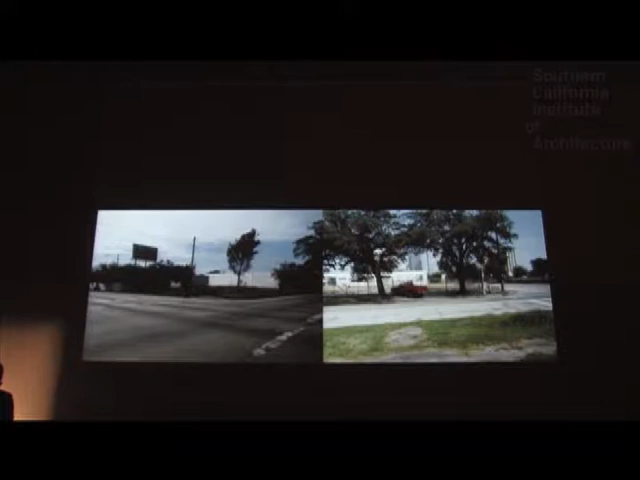 Southern
California
Institute
of
Architecture